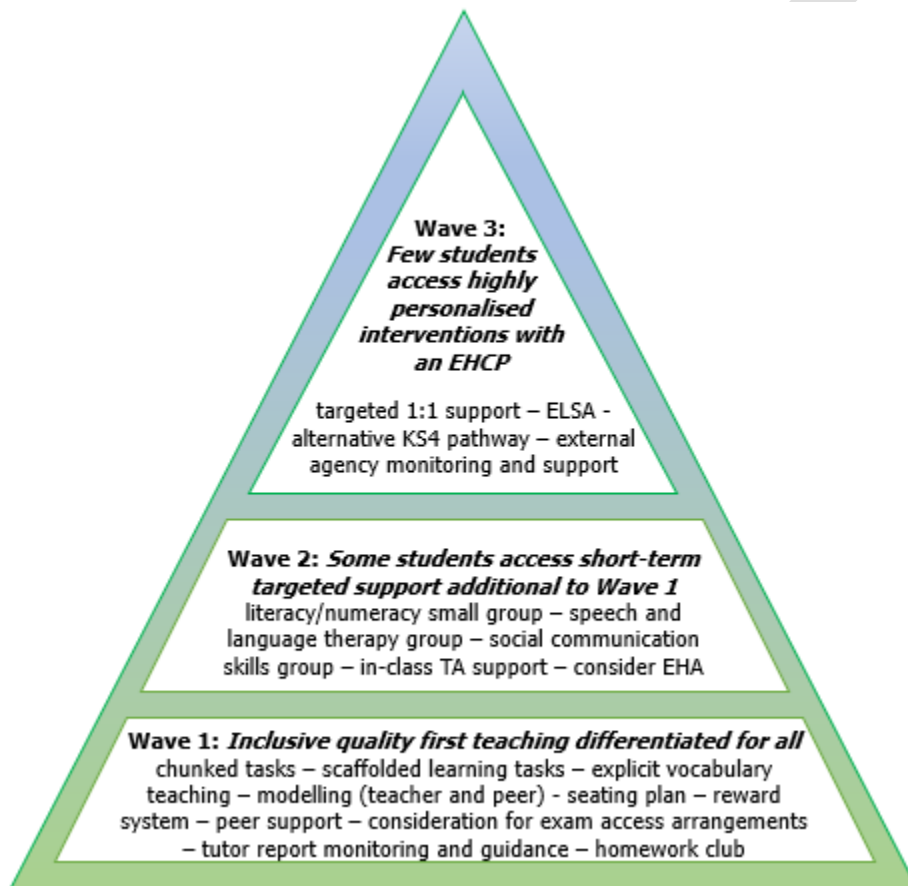 Wave 3:
Few students
access highly
personalised
interventions with
an EHCP
targeted 1:1 support – ELSA -
alternative KS4 pathway – external
agency monitoring and support
Wave 2: Some students access short-term
targeted support additional to Wave 1
literacy/numeracy small group – speech and
language therapy group – social communication
skills group – in-class TA support – consider EHA
Wave 1: Inclusive quality first teaching differentiated for all
chunked tasks – scaffolded learning tasks – explicit vocabulary
teaching – modelling (teacher and peer) - seating plan – reward
system – peer support – consideration for exam access arrangements
– tutor report monitoring and guidance – homework club